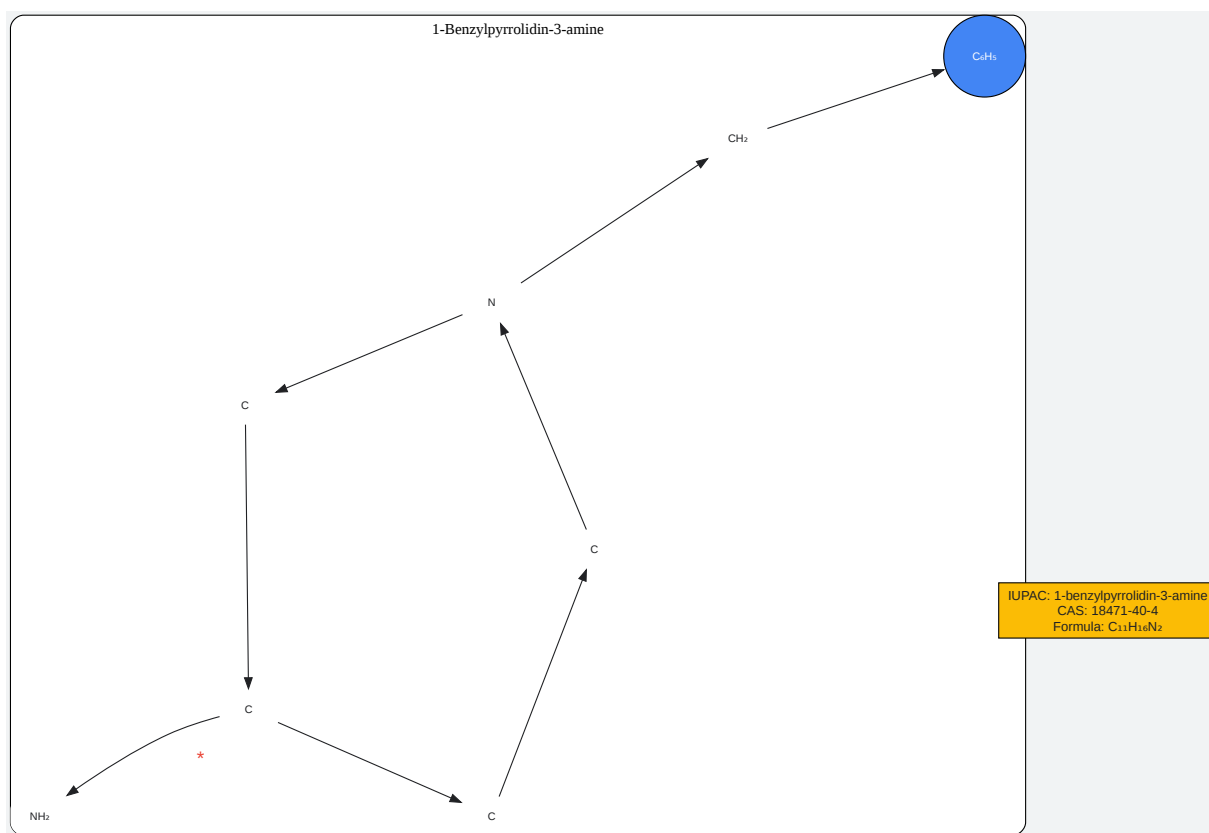 1-Benzylpyrrolidin-3-amine
C₆H₅
CH₂
N
C
C
IUPAC: 1-benzylpyrrolidin-3-amine
CAS: 18471-40-4
Formula: C₁₁H₁₆N₂
C
*
NH₂
C